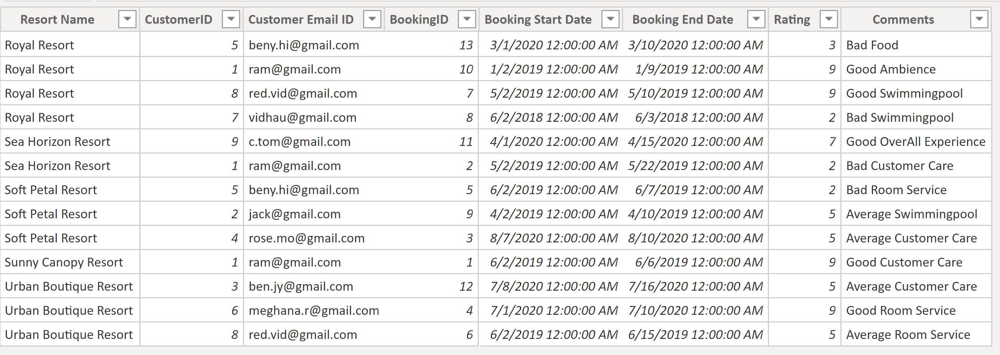 Resort Name CustomerID Customer Email ID BookingID Booking Start Date Booking End Date Rating Comments
Royal Resort 5 beny.hi@gmail.com 13 3/1/2020 12:00:00 AM 3/10/2020 12:00:00 AM 3 Bad Food
Royal Resort 1 ram@gmail.com 10 1/2/2019 12:00:00 AM 1/9/2019 12:00:00 AM 9 Good Ambience
Royal Resort 8 red.vid@gmail.com 7 5/2/2019 12:00:00 AM 5/10/2019 12:00:00 AM 9 Good Swimmingpool
Royal Resort 7 vidhau@gmail.com 8 6/2/2018 12:00:00 AM 6/3/2018 12:00:00 AM 2 Bad Swimmingpool
Sea Horizon Resort 9 c.tom@gmail.com 11 4/1/2020 12:00:00 AM 4/15/2020 12:00:00 AM 7 Good OverAll Experience
Sea Horizon Resort 1 ram@gmail.com 2 5/2/2019 12:00:00 AM 5/22/2019 12:00:00 AM 2 Bad Customer Care
Soft Petal Resort 5 beny.hi@gmail.com 5 6/2/2019 12:00:00 AM 6/7/2019 12:00:00 AM 2 Bad Room Service
Soft Petal Resort 2 jack@gmail.com 9 4/2/2019 12:00:00 AM 4/10/2019 12:00:00 AM 5 Average Swimmingpool
Soft Petal Resort 4 rose.mo@gmail.com 3 8/7/2020 12:00:00 AM 8/10/2020 12:00:00 AM 5 Average Customer Care
Sunny Canopy Resort 1 ram@gmail.com 1 6/2/2019 12:00:00 AM 6/6/2019 12:00:00 AM 9 Good Customer Care
Urban Boutique Resort 3 ben.jy@gmail.com 12 7/8/2020 12:00:00 AM 7/16/2020 12:00:00 AM 5 Average Customer Care
Urban Boutique Resort 6 meghana.r@gmail.com 4 7/1/2020 12:00:00 AM 7/10/2020 12:00:00 AM 9 Good Room Service
Urban Boutique Resort 8 red.vid@gmail.com 6 6/2/2019 12:00:00 AM 6/15/2019 12:00:00 AM 5 Average Room Service